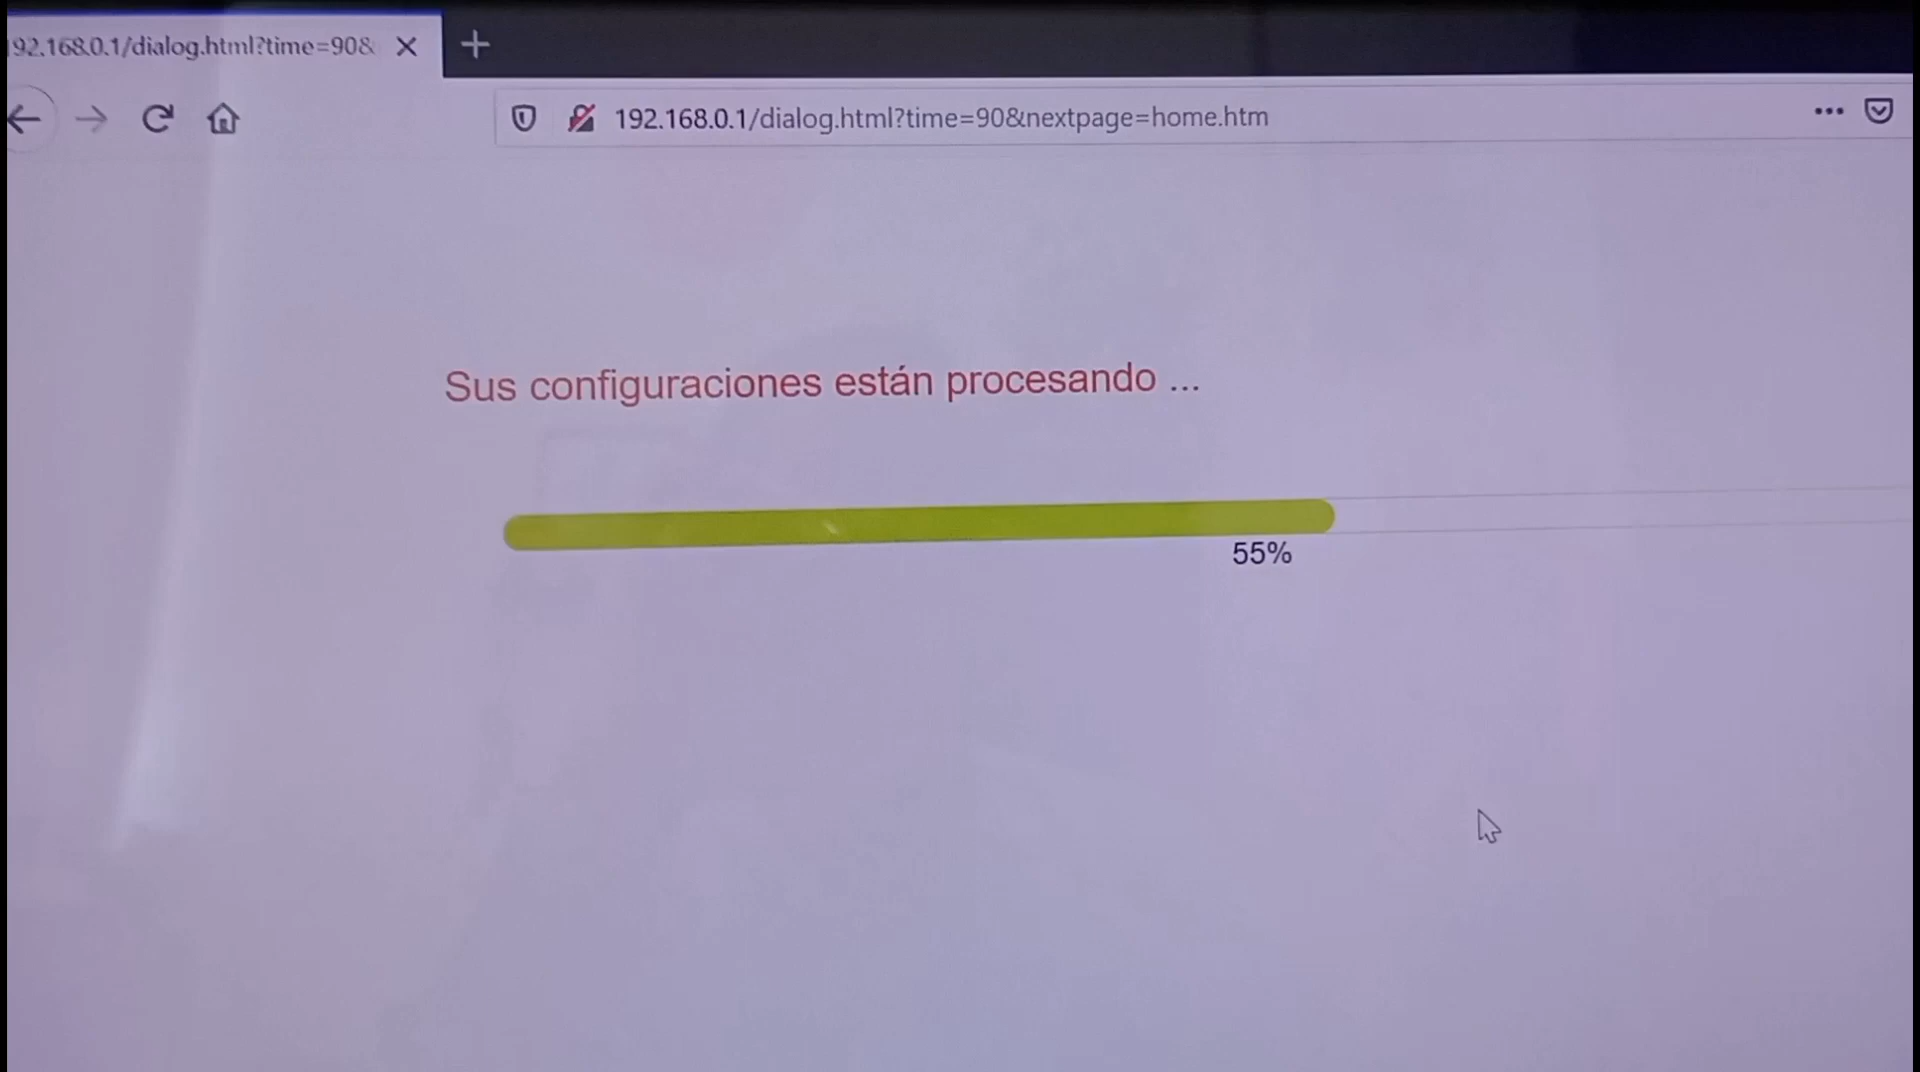 92.168.0.1/dialog.html?time=90&
192.168.0.1/dialog.html?time=90&nextpage=home.htm
Sus configuraciones están procesando ...
55%